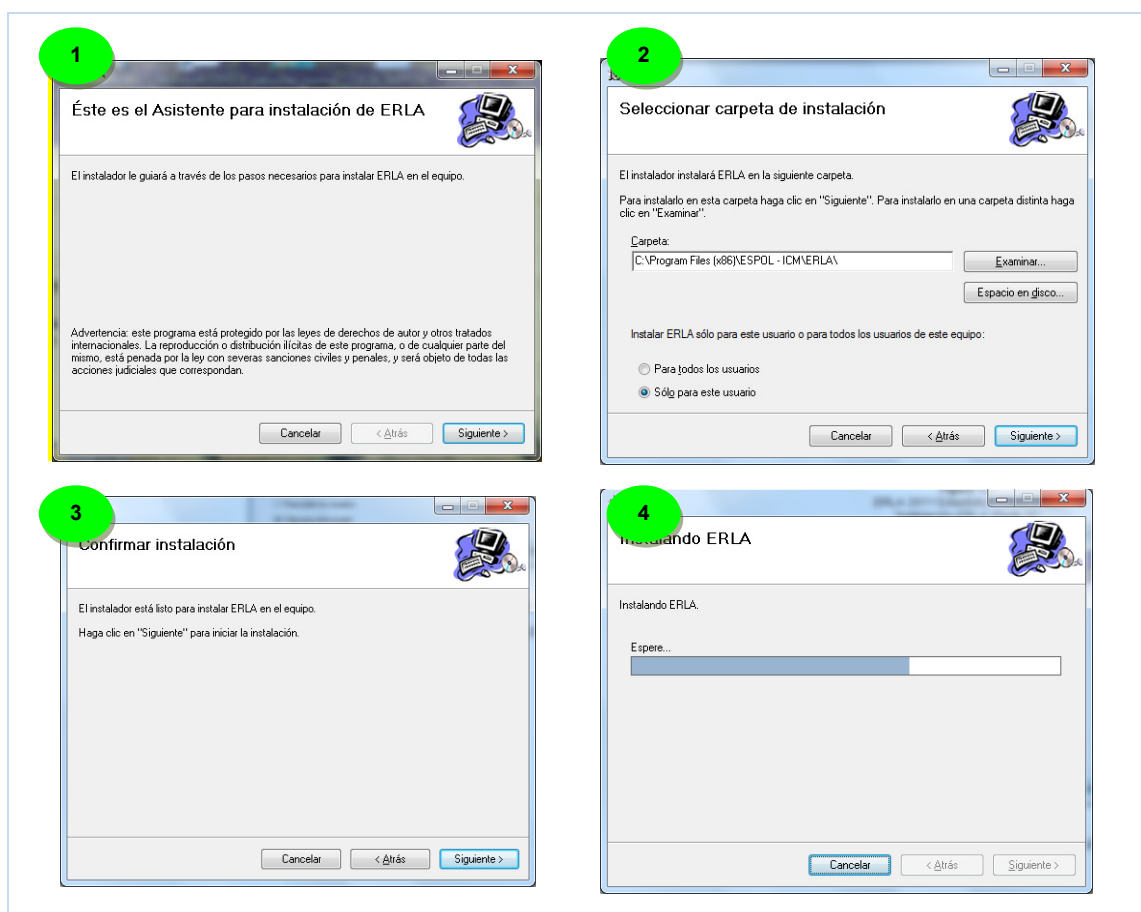 1
Éste es el Asistente para instalación de ERLA
El instalador le guiará a través de los pasos necesarios para instalar ERLA en el equipo.
Advertencia: este programa está protegido por las leyes de derechos de autor y otros tratados
internacionales. La reproducción o distribución ilícitas de este programa, o de cualquier parte del
mismo, está penada por la ley con severas sanciones civiles y penales, y será objeto de todas las
acciones judiciales que correspondan.
Cancelar
< Atrás
Siguiente >
2
Seleccionar carpeta de instalación
El instalador instalará ERLA en la siguiente carpeta.
Para instalarlo en esta carpeta haga clic en "Siguiente". Para instalarlo en una carpeta distinta haga
clic en "Examinar".
Carpeta:
C:\Program Files (x86)\ESPOL - ICM\ERLA\
Examinar...
Espacio en disco...
Instalar ERLA sólo para este usuario o para todos los usuarios de este equipo:
Para todos los usuarios
Sólo para este usuario
Cancelar
< Atrás
Siguiente >
3
Confirmar instalación
El instalador está listo para instalar ERLA en el equipo.
Haga clic en "Siguiente" para iniciar la instalación.
Cancelar
< Atrás
Siguiente >
4
Instalando ERLA
Instalando ERLA.
Espere...
Cancelar
< Atrás
Siguiente >